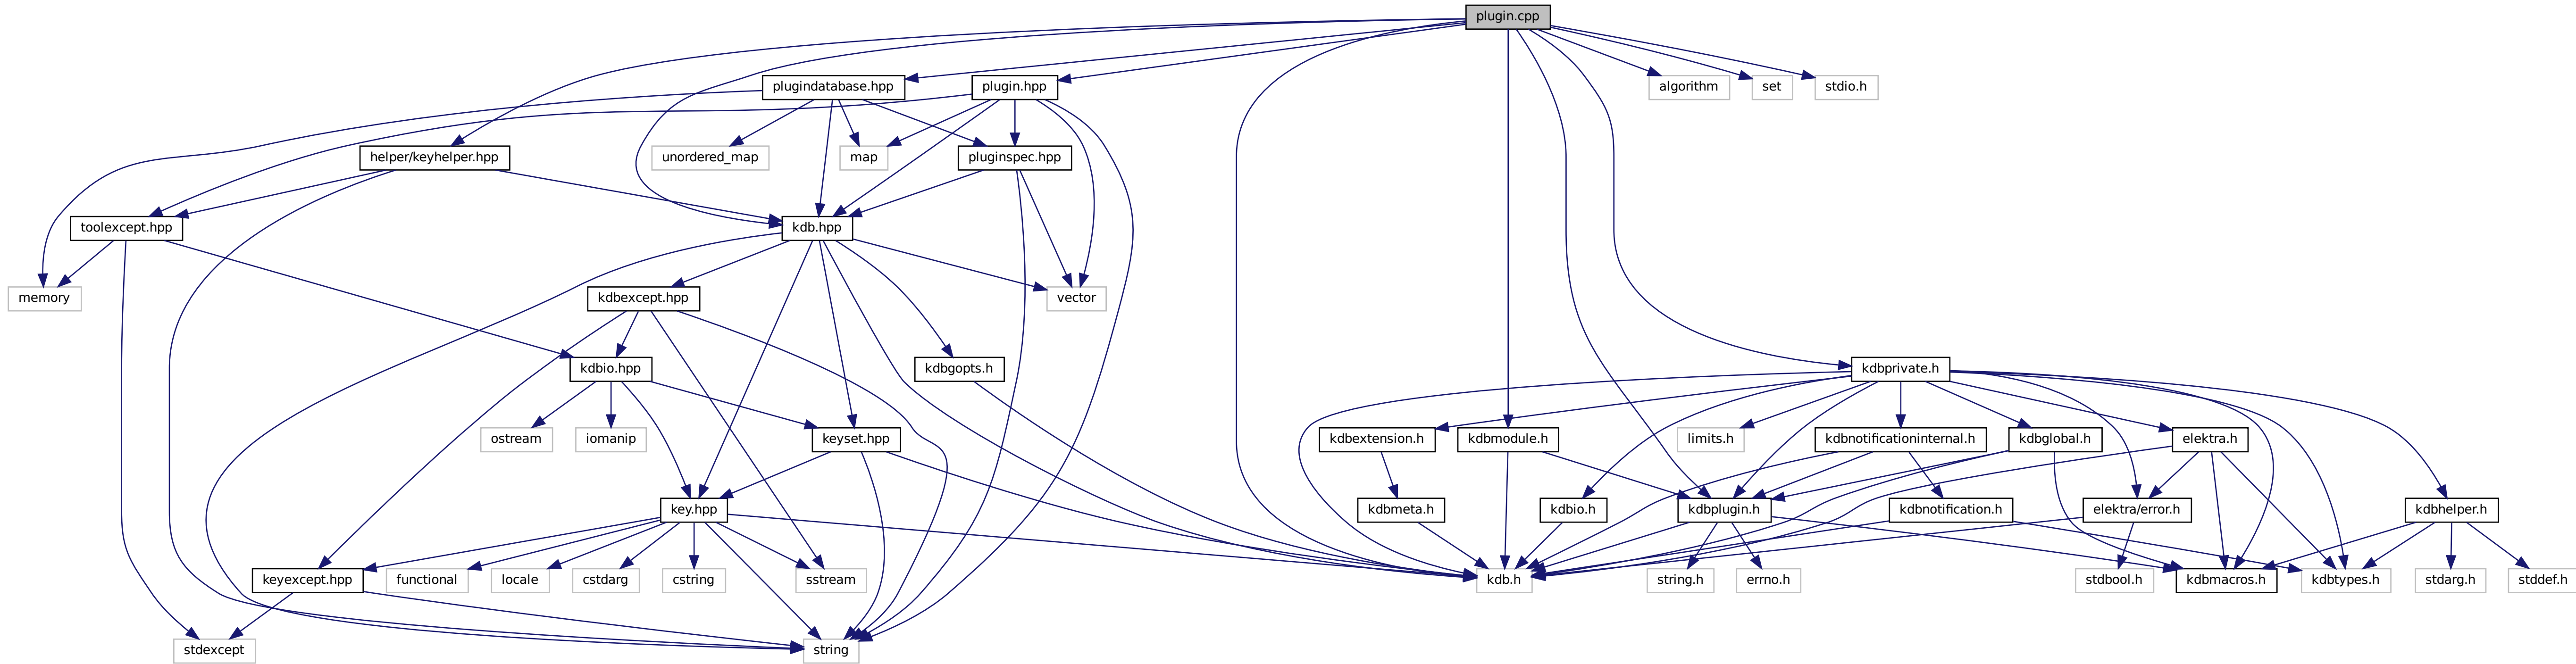 plugin.cpp
plugindatabase.hpp
plugin.hpp
algorithm
set
stdio.h
helper/keyhelper.hpp
unordered_map
map
pluginspec.hpp
toolexcept.hpp
kdb.hpp
memory
kdbexcept.hpp
vector
kdbio.hpp
kdbgopts.h
kdbprivate.h
ostream
iomanip
keyset.hpp
kdbextension.h
kdbmodule.h
limits.h
kdbnotificationinternal.h
kdbglobal.h
elektra.h
key.hpp
kdbmeta.h
kdbio.h
kdbplugin.h
kdbnotification.h
elektra/error.h
kdbhelper.h
keyexcept.hpp
functional
locale
cstdarg
cstring
sstream
kdb.h
string.h
errno.h
stdbool.h
kdbmacros.h
kdbtypes.h
stdarg.h
stddef.h
stdexcept
string